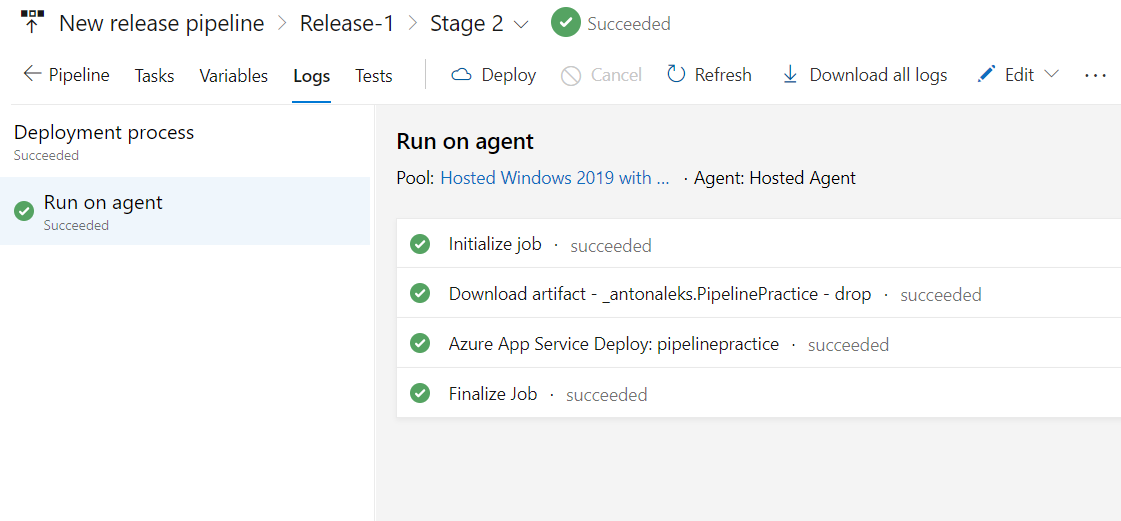 New release pipeline > Release-1 > Stage 2 Succeeded
Pipeline Tasks Variables Logs Tests Deploy Cancel Refresh Download all logs Edit ...
Deployment process
Succeeded
Run on agent
Succeeded
Run on agent
Pool: Hosted Windows 2019 with ... · Agent: Hosted Agent
Initialize job · succeeded
Download artifact - _antonaleks.PipelinePractice - drop · succeeded
Azure App Service Deploy: pipelinepractice · succeeded
Finalize Job · succeeded